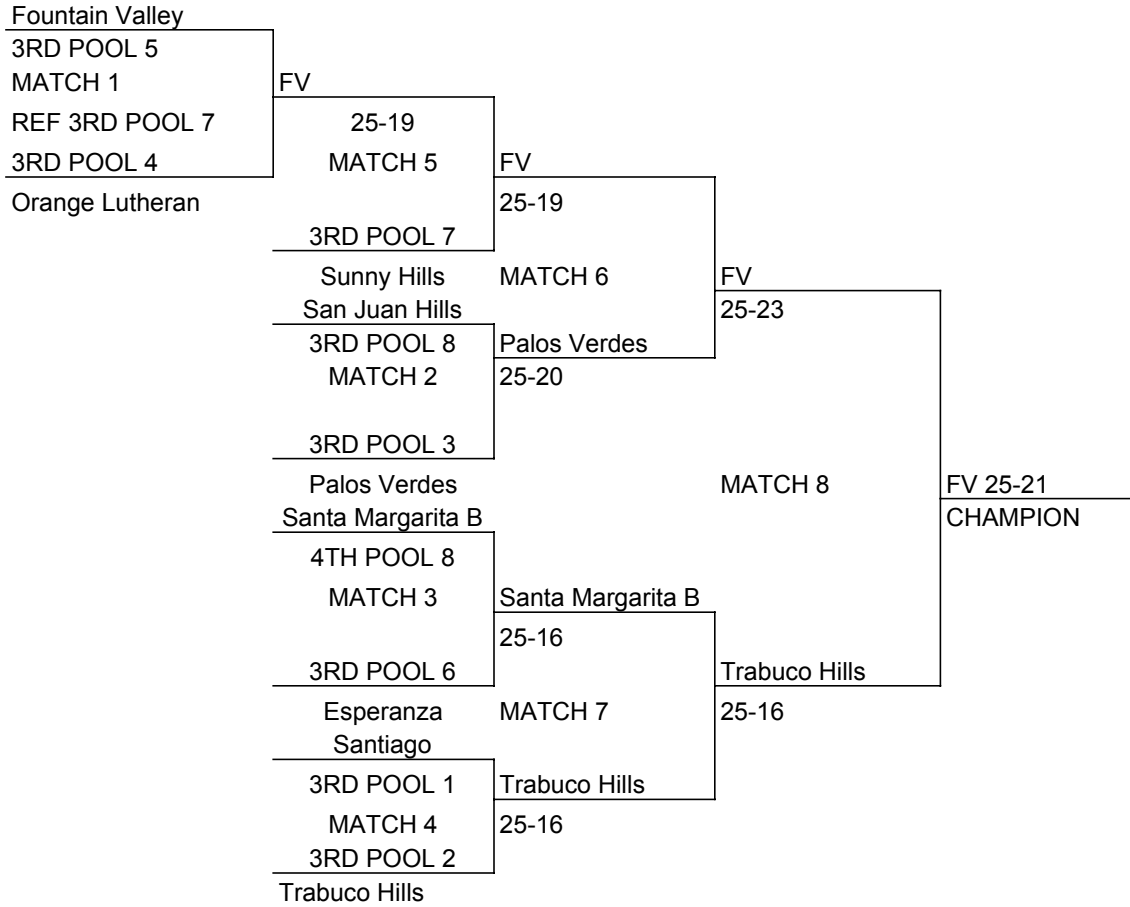 Fountain Valley
3RD POOL 5
MATCH 1
FV
REF 3RD POOL 7
25-19
3RD POOL 4
MATCH 5
FV
Orange Lutheran
25-19
3RD POOL 7
Sunny Hills
MATCH 6
FV
San Juan Hills
25-23
3RD POOL 8
Palos Verdes
MATCH 2
25-20
3RD POOL 3
Palos Verdes
MATCH 8
FV 25-21
Santa Margarita B
CHAMPION
4TH POOL 8
MATCH 3
Santa Margarita B
25-16
3RD POOL 6
Trabuco Hills
Esperanza
MATCH 7
25-16
Santiago
3RD POOL 1
Trabuco Hills
MATCH 4
25-16
3RD POOL 2
Trabuco Hills